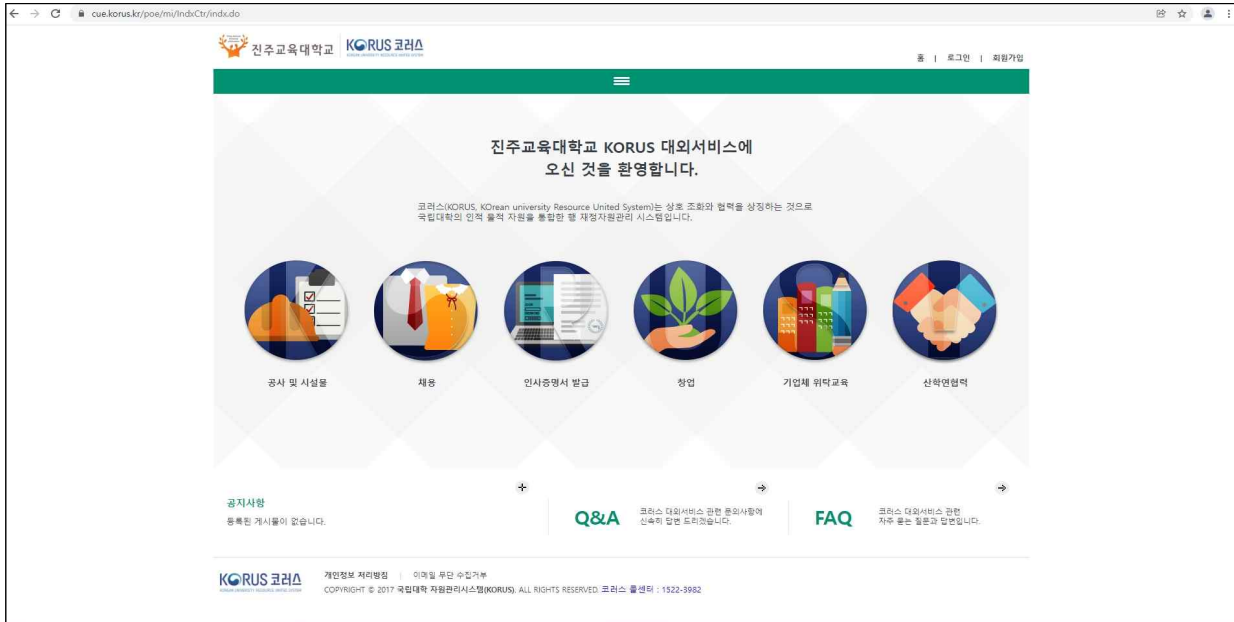 cue.korus.kr/poe/mi/IndxCtr/indx.do
진주교육대학교 KORUS 코러스
홈 | 로그인 | 회원가입
진주교육대학교 KORUS 대외서비스에
오신 것을 환영합니다.
코러스(KORUS, KOrean university Resource United System)는 상호 조화와 협력을 상징하는 것으로
국립대학의 인적 물적 자원을 통합한 행 재정자원관리 시스템입니다.
공사 및 시설물 채용 인사증명서 발급 창업 기업체 위탁교육 산학연협력
공지사항
등록된 게시물이 없습니다.
Q&A
코러스 대외서비스 관련 문의사항에
신속히 답변 드리겠습니다.
FAQ
코러스 대외서비스 관련
자주 묻는 질문과 답변입니다.
KORUS 코러스
개인정보 처리방침 | 이메일 무단 수집거부
COPYRIGHT © 2017 국립대학 자원관리시스템(KORUS). ALL RIGHTS RESERVED. 코러스 콜센터 : 1522-3982